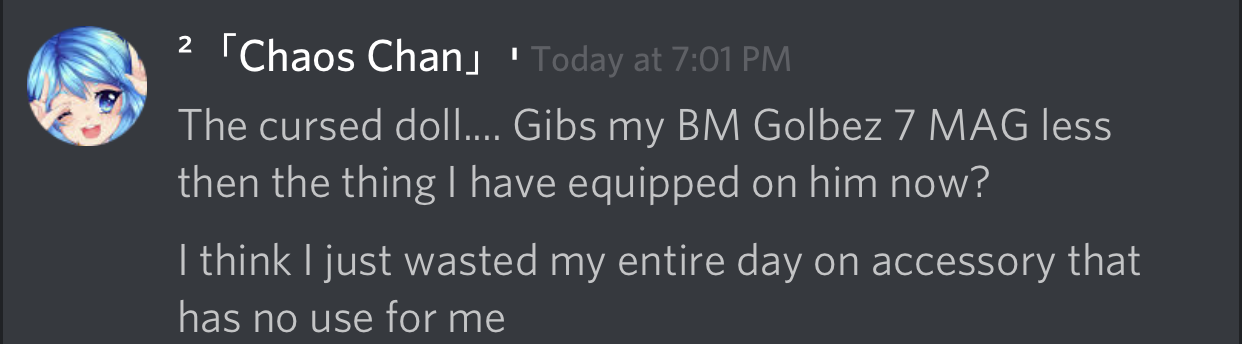 ² 「Chaos Chan」 ' Today at 7:01 PM
The cursed doll.... Gibs my BM Golbez 7 MAG less
then the thing I have equipped on him now?
I think I just wasted my entire day on accessory that
has no use for me